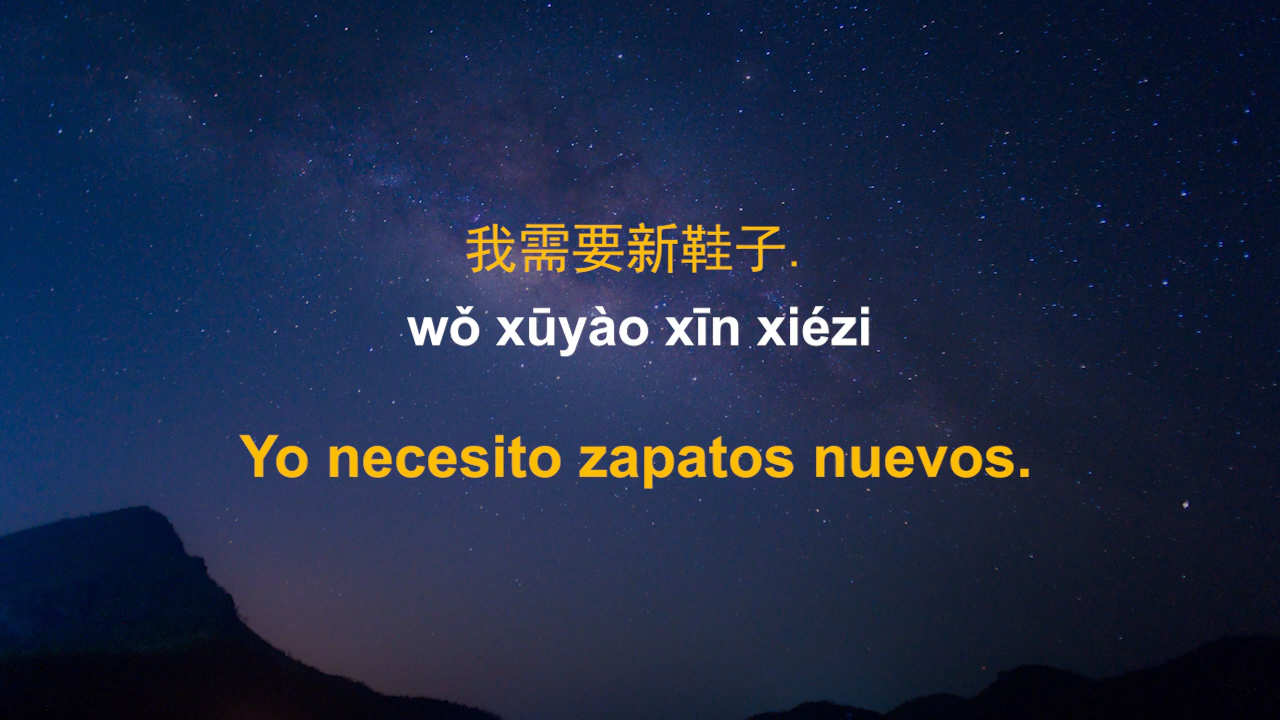 我需要新鞋子.
wǒ xūyào xīn xiézi
Yo necesito zapatos nuevos.